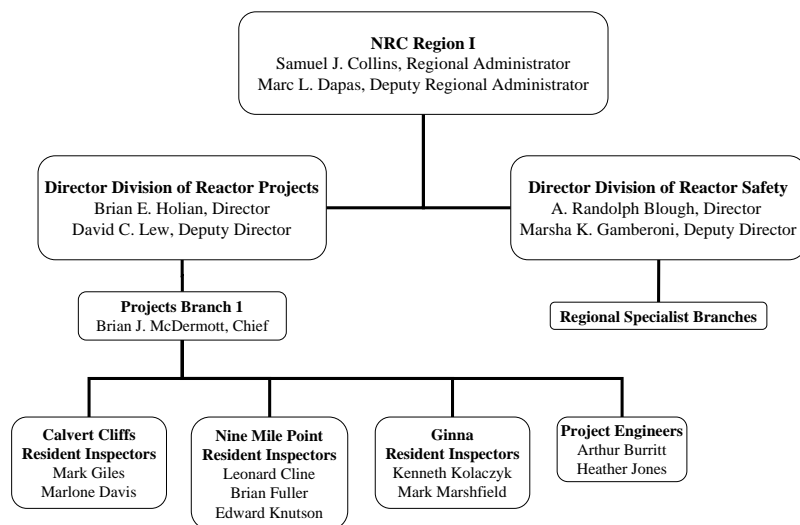 NRC Region I
Samuel J. Collins, Regional Administrator
Marc L. Dapas, Deputy Regional Administrator
Director Division of Reactor Projects
Brian E. Holian, Director
David C. Lew, Deputy Director
Director Division of Reactor Safety
A. Randolph Blough, Director
Marsha K. Gamberoni, Deputy Director
Projects Branch 1
Brian J. McDermott, Chief
Regional Specialist Branches
Calvert Cliffs
Resident Inspectors
Mark Giles
Marlone Davis
Nine Mile Point
Resident Inspectors
Leonard Cline
Brian Fuller
Edward Knutson
Ginna
Resident Inspectors
Kenneth Kolaczyk
Mark Marshfield
Project Engineers
Arthur Burritt
Heather Jones